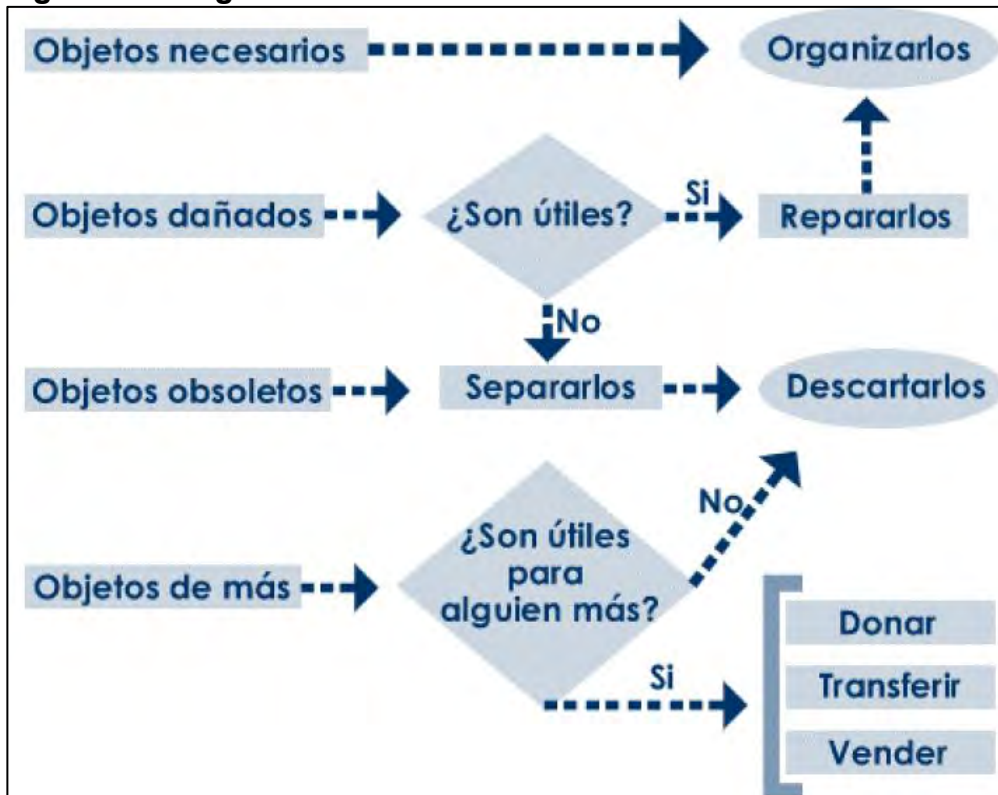 Objetos necesarios
Organizarlos
Objetos dañados
¿Son útiles?
Si
Repararlos
No
Objetos obsoletos
Separarlos
Descartarlos
Objetos de más
¿Son útiles
para
alguien más?
No
Si
Donar
Transferir
Vender